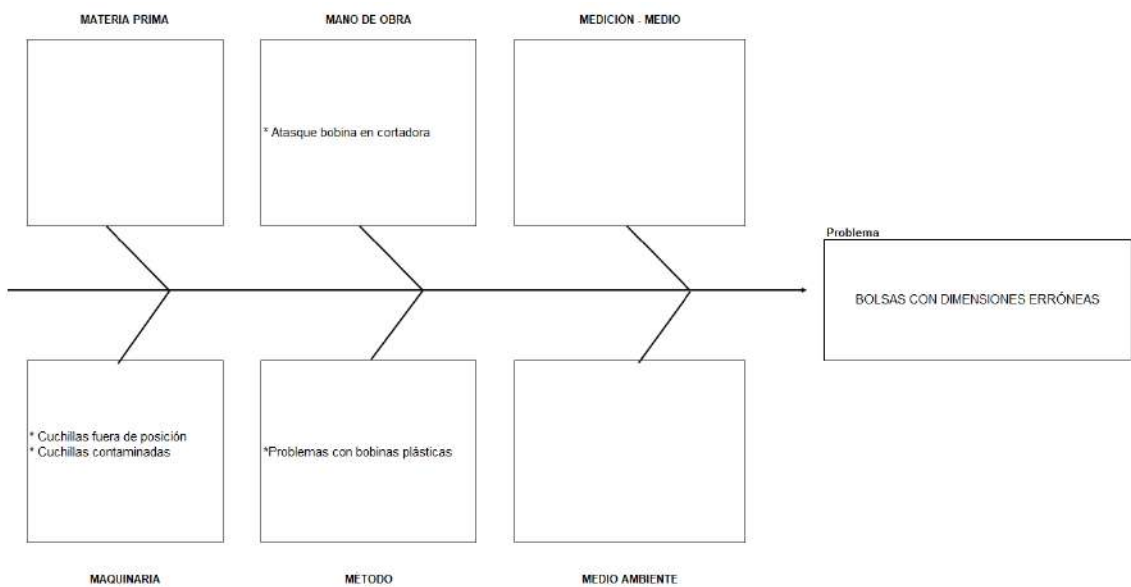 MATERIA PRIMA
MANO DE OBRA
MEDICIÓN - MEDIO
* Atasque bobina en cortadora
Problema
BOLSAS CON DIMENSIONES ERRÓNEAS
* Cuchillas fuera de posición
* Cuchillas contaminadas
*Problemas con bobinas plásticas
MAQUINARIA
MÉTODO
MEDIO AMBIENTE